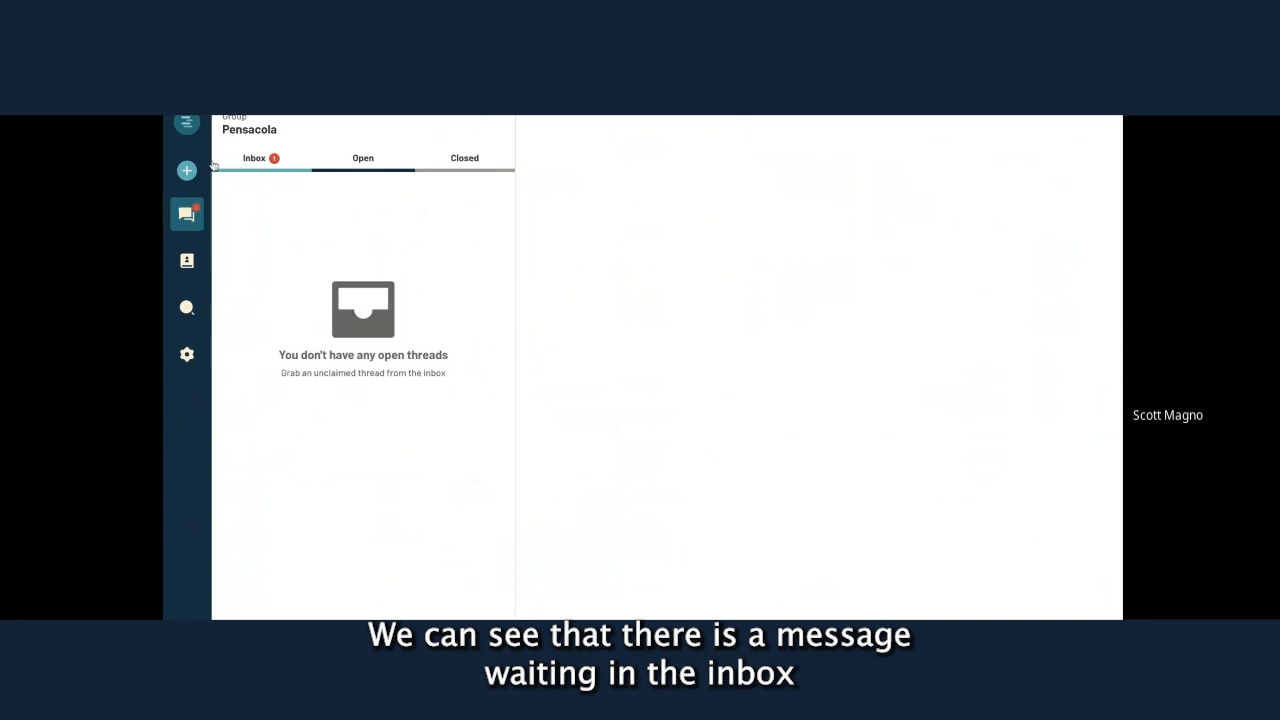 Group
Pensacola
Inbox 1
Open
Closed
You don't have any open threads
Grab an unclaimed thread from the inbox
Scott Magno
We can see that there is a message
waiting in the inbox